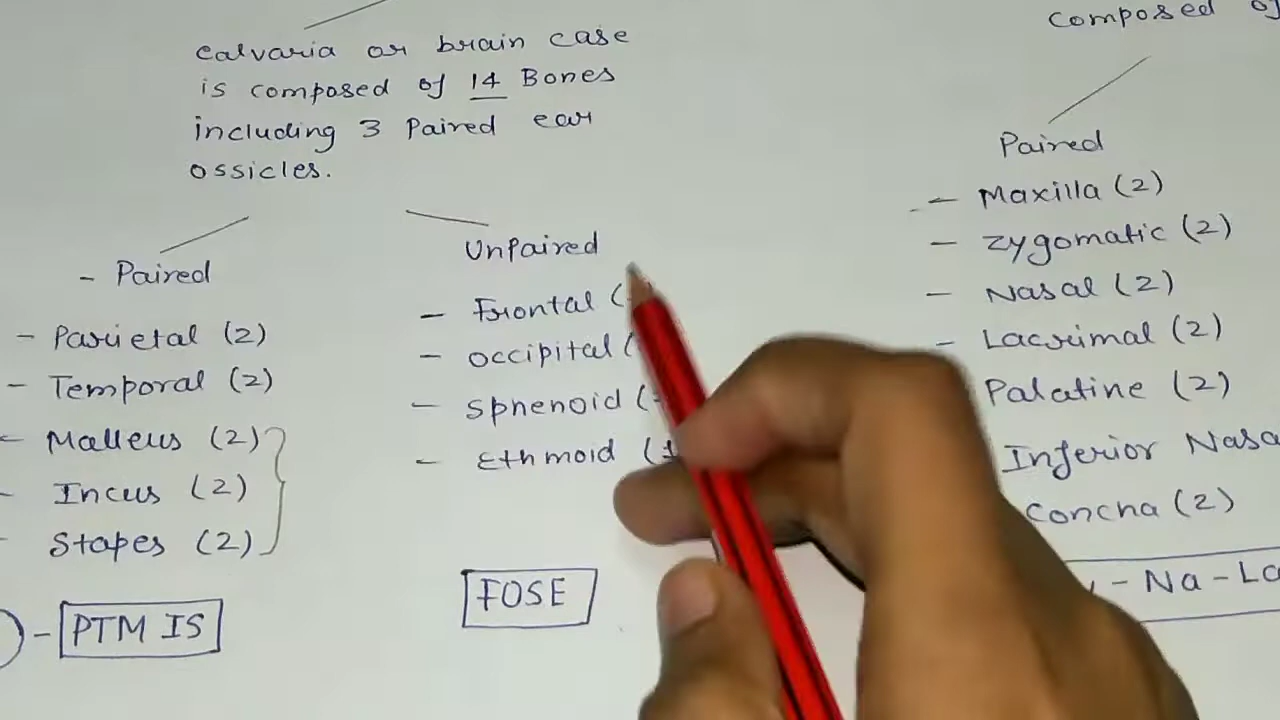 calvaria or brain case
is composed of 14 Bones
including 3 Paired ear
ossicles.
- Paired
- Parietal (2)
- Temporal (2)
- Malleus (2)
- Incus (2)
- Stapes (2)
- PTM IS
Unpaired
- Frontal (
- occipital (
- Sphenoid (
- Ethmoid (1
FOSE
composed of
Paired
- Maxilla (2)
- Zygomatic (2)
- Nasal (2)
- Lacrimal (2)
Palatine (2)
Inferior Nasa
concha (2)
- Na - La